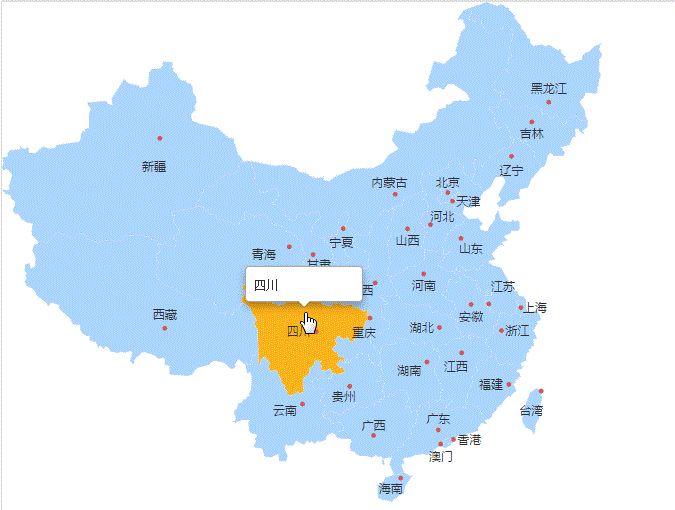 黑龙江
吉林
新疆
辽宁
内蒙古
北京
天津
河北
宁夏
山西
山东
青海
甘肃
四川
西
河南
江苏
西藏
上海
安徽
四川
重庆
湖北
浙江
湖南
江西
福建
贵州
云南
台湾
广西
广东
香港
澳门
海南